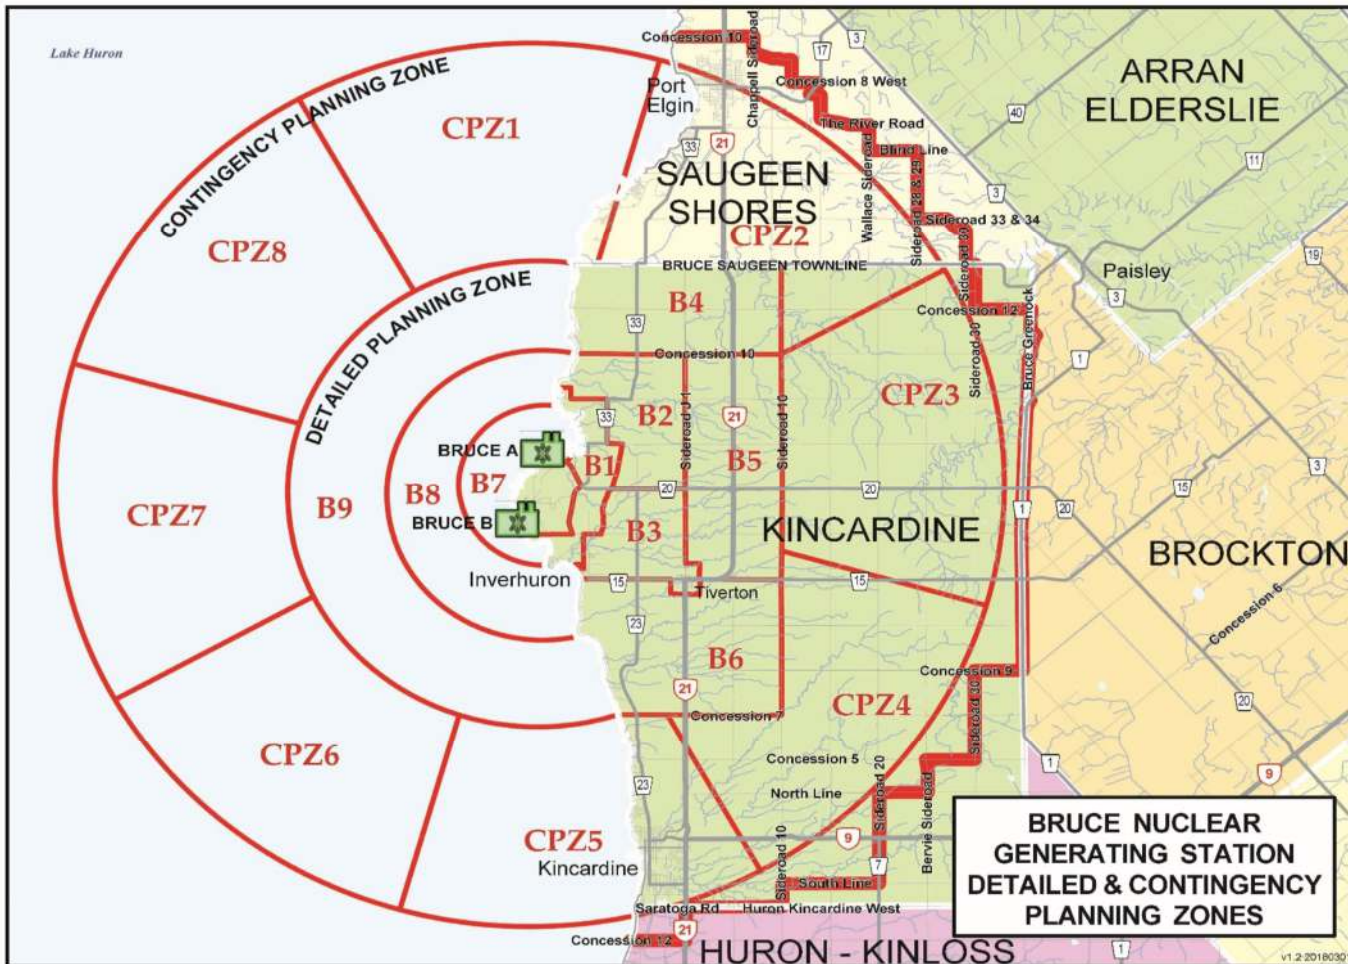 Lake Huron
CONTINGENCY PLANNING ZONE
DETAILED PLANNING ZONE
CPZ1
CPZ8
CPZ7
CPZ6
CPZ5
B9
B8
B7
BRUCE A
BRUCE B
Inverhuron
Kincardine
Port
Elgin
Concession 10
Chappell Sideroad
17
3
Concession 8 West
The River Road
Blind Line
Wallace Sideroad
Sideroad 28 & 29
Sideroad 33 & 34
Sideroad 30
21
33
SAUGEEN
SHORES
CPZ2
BRUCE SAUGEEN TOWNLINE
ARRAN
ELDERSLIE
40
11
3
19
Paisley
3
1
Concession 12
Bruce Greenock
Sideroad 30
B4
33
Concession 10
CPZ3
B2
33
Sideroad J 1
21
Sideroad 10
B5
B1
20
20
20
15
3
B3
KINCARDINE
1
BROCKTON
15
15
Tiverton
23
Concession 6
B6
21
Concession 9
Concession 7
CPZ4
Sideroad 30
20
Concession 5
North Line
Sideroad 20
Bervie Sideroad
1
9
23
Sideroad 10
9
7
South Line
Saratoga Rd
Huron Kincardine West
Concession 12
21
HURON - KINLOSS
1
BRUCE NUCLEAR
GENERATING STATION
DETAILED & CONTINGENCY
PLANNING ZONES